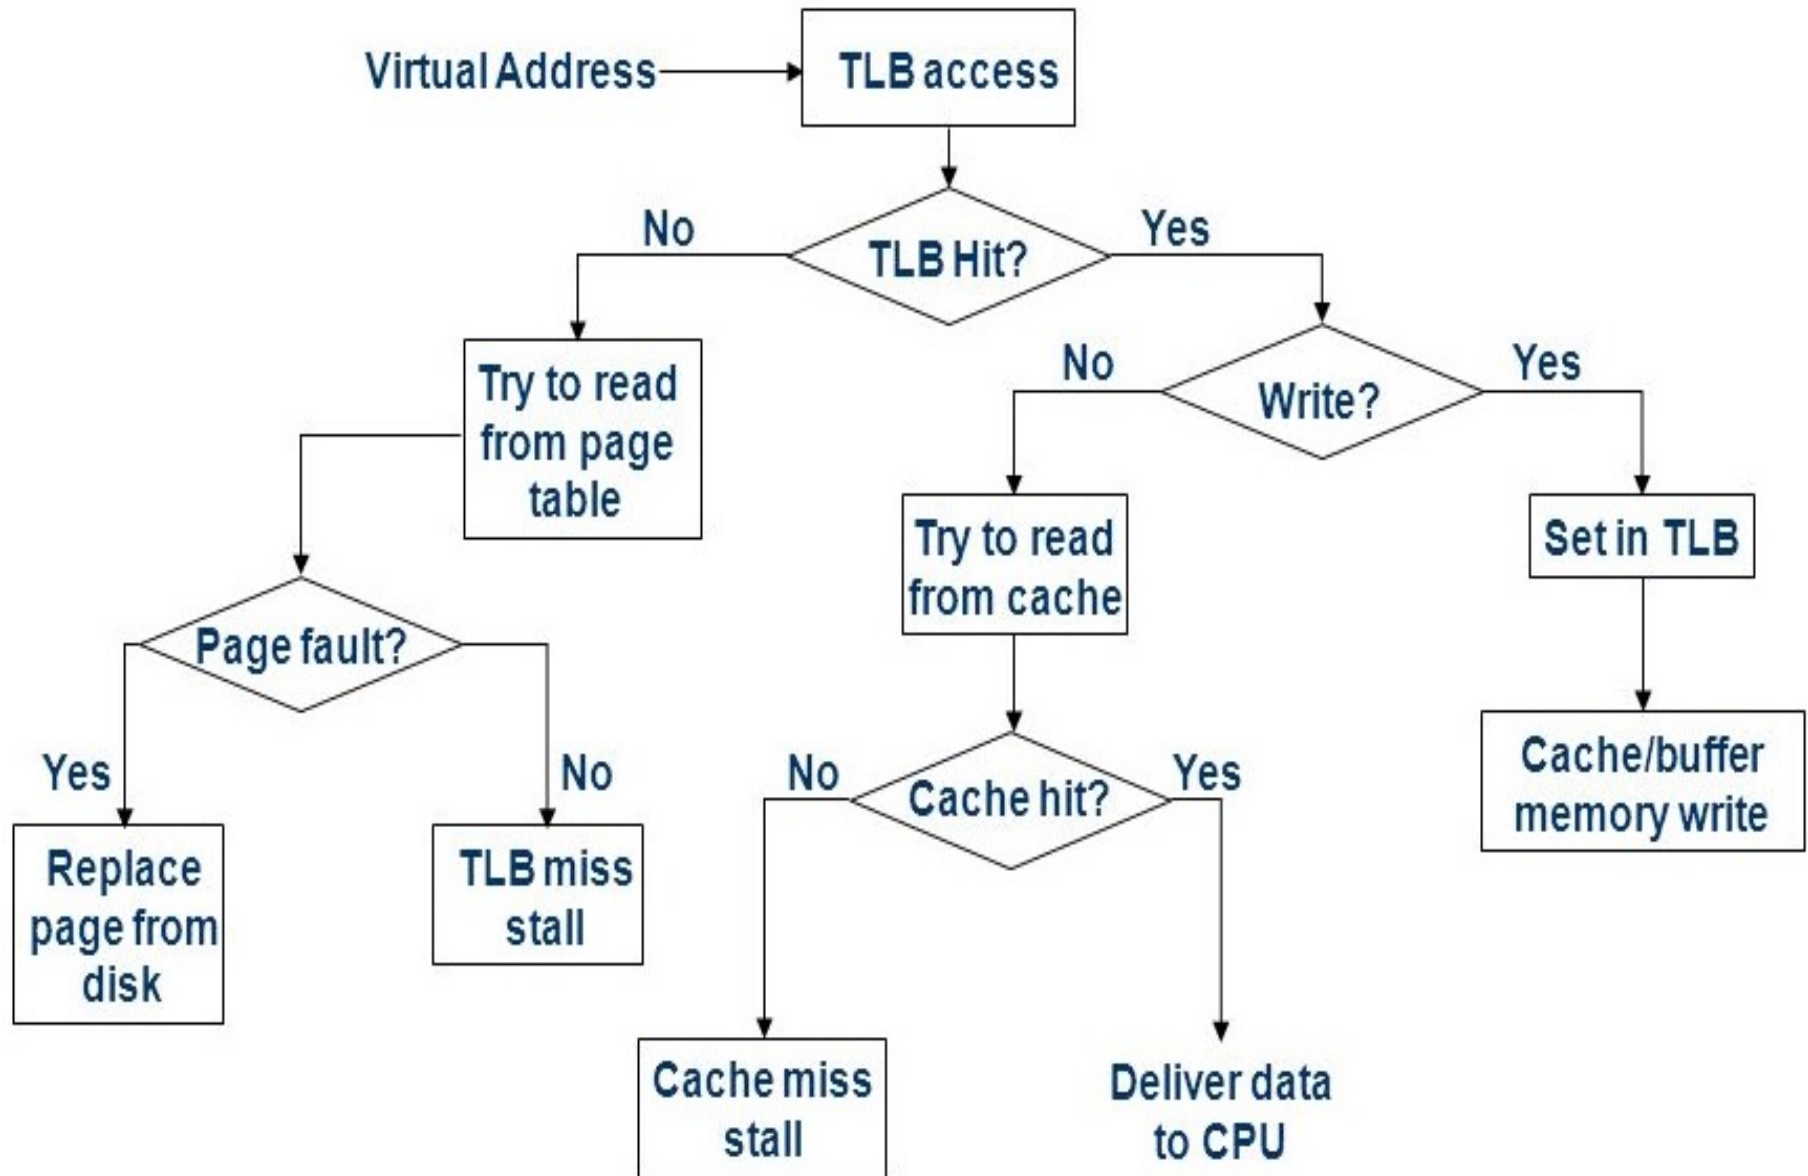 Virtual Address
TLB access
TLB Hit?
No
Yes
Try to read
from page
table
Write?
No
Yes
Try to read
from cache
Set in TLB
Page fault?
Yes
No
Cache hit?
No
Yes
Cache/buffer
memory write
Replace
page from
disk
TLB miss
stall
Cache miss
stall
Deliver data
to CPU